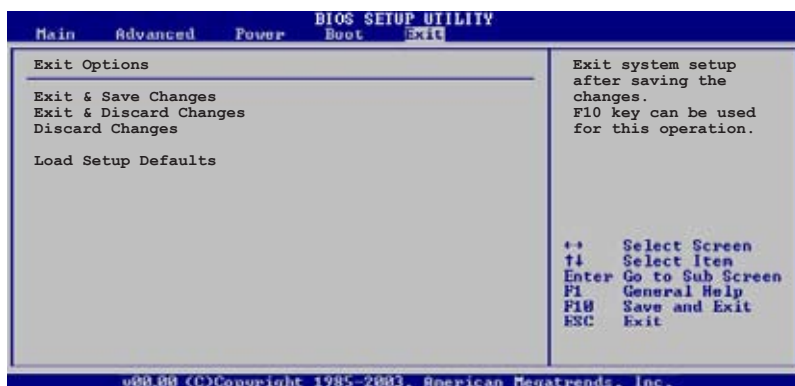 BIOS SETUP UTILITY
Main Advanced Power Boot Exit
Exit Options
Exit & Save Changes
Exit & Discard Changes
Discard Changes
Load Setup Defaults
Exit system setup
after saving the
changes.
F10 key can be used
for this operation.
↔ Select Screen
↑↓ Select Item
Enter Go to Sub Screen
F1 General Help
F10 Save and Exit
ESC Exit
v00.00 (C)Copyright 1985-2003, American Megatrends, Inc.